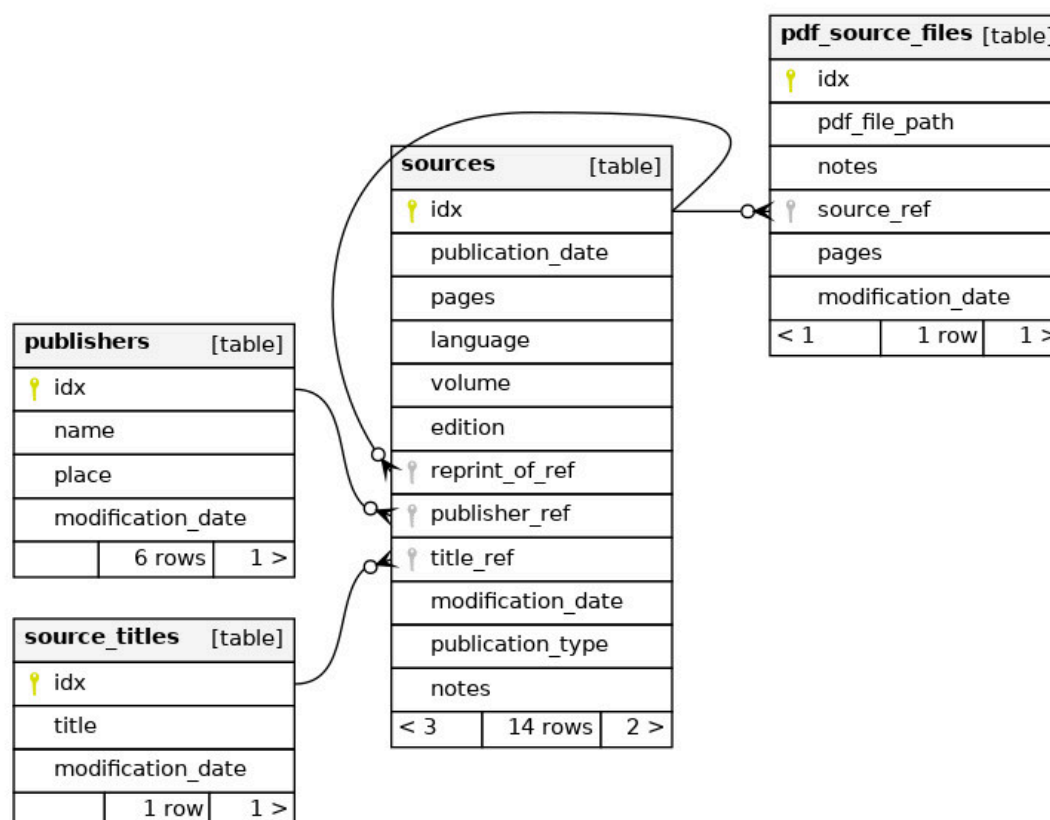 pdf_source_files [table]
idx
pdf_file_path
notes
source_ref
pages
modification_date
< 1 1 row 1 >
sources [table]
idx
publication_date
pages
language
volume
edition
reprint_of_ref
publisher_ref
title_ref
modification_date
publication_type
notes
< 3 14 rows 2 >
publishers [table]
idx
name
place
modification_date
6 rows 1 >
source_titles [table]
idx
title
modification_date
1 row 1 >